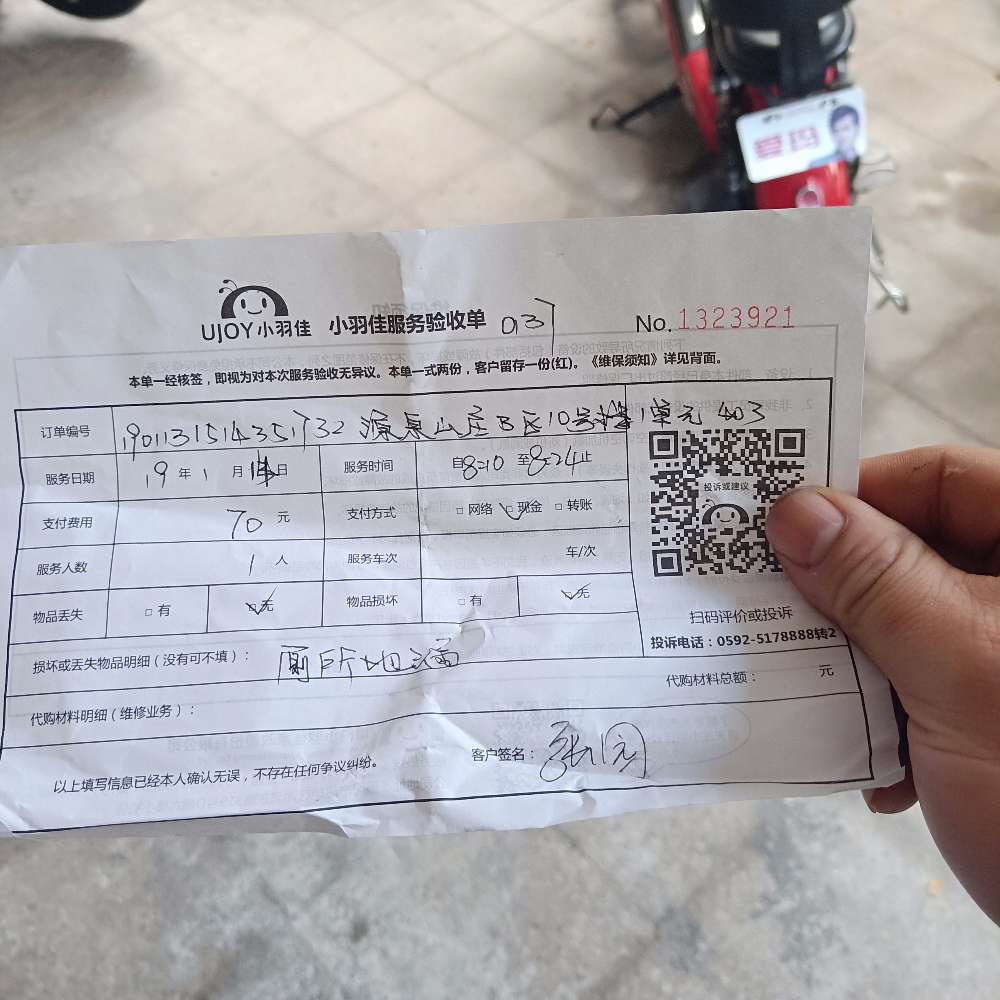 爱玛
UJOY小羽佳 小羽佳服务验收单 013 No.1323921
本单一经核签，即视为对本次服务验收无异议。本单一式两份，客户留存一份(红)。《维保须知》详见背面。
订单编号 源泉山庄B区10号楼1单元 403
服务日期 19年1月 日 服务时间 自8:10至8:24止
投诉或建议
支付费用 70元 支付方式 □网络 ☑现金 □转账
服务人数 1人 服务车次 车/次
物品丢失 □有 ☑无 物品损坏 □有 ☑无
扫码评价或投诉
投诉电话：0592-5178888转2
损坏或丢失物品明细（没有可不填）： 厕所地漏
代购材料明细（维修业务）： 代购材料总额： 元
以上填写信息已经本人确认无误，不存在任何争议纠纷。 客户签名：